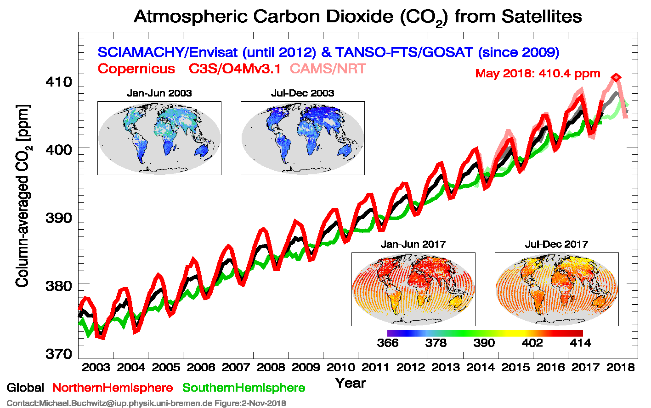 Atmospheric Carbon Dioxide (CO2) from Satellites
SCIAMACHY/Envisat (until 2012) & TANSO-FTS/GOSAT (since 2009)
Copernicus C3S/O4Mv3.1 CAMS/NRT
May 2018: 410.4 ppm
Jan-Jun 2003
Jul-Dec 2003
410
400
390
380
370
Column-averaged CO2 [ppm]
Jan-Jun 2017
Jul-Dec 2017
366 378 390 402 414
2003 2004 2005 2006 2007 2008 2009 2010 2011 2012 2013 2014 2015 2016 2017 2018
Year
Global NorthernHemisphere SouthernHemisphere
Contact:Michael.Buchwitz@iup.physik.uni-bremen.de Figure:2-Nov-2018